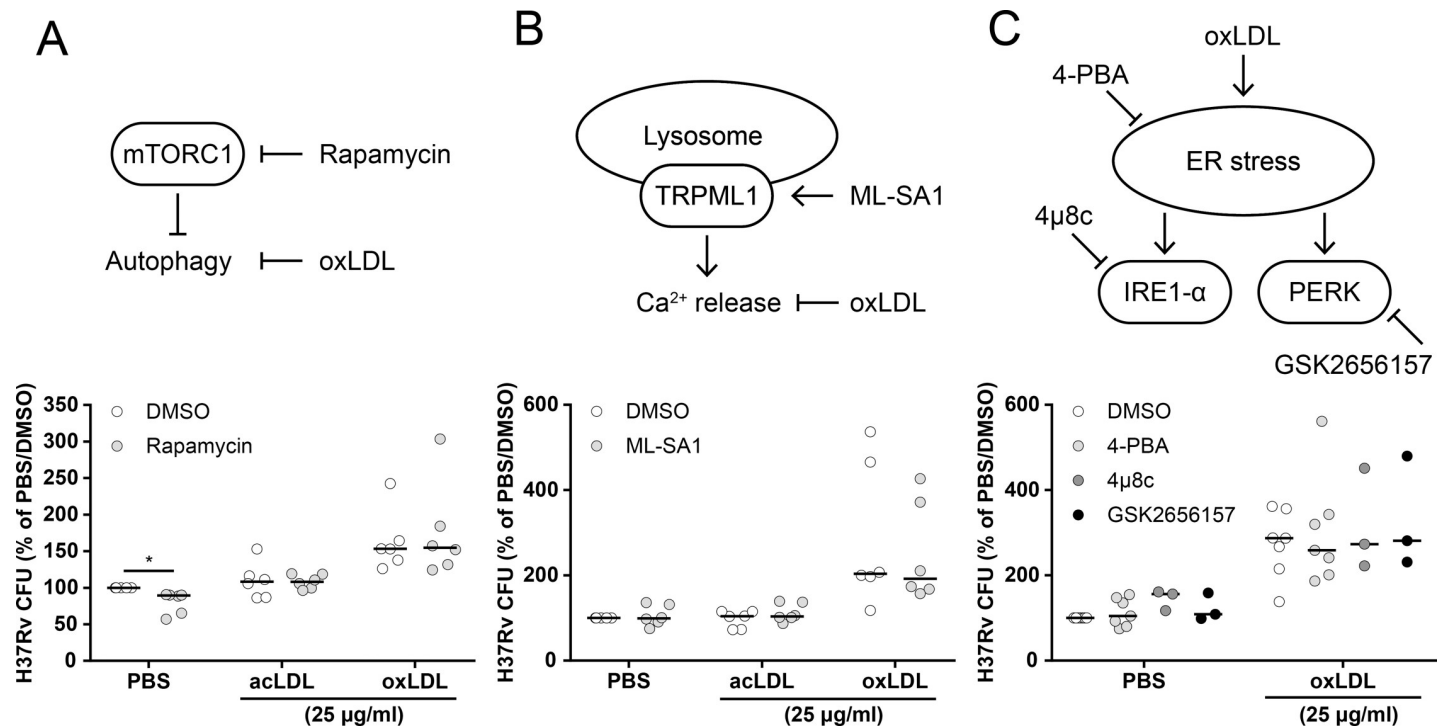 A
mTORC1
Rapamycin
Autophagy
oxLDL
H37Rv CFU (% of PBS/DMSO)
350
300
250
200
150
100
50
0
DMSO
Rapamycin
*
PBS
acLDL
oxLDL
(25 µg/ml)
B
Lysosome
TRPML1
ML-SA1
Ca²⁺ release
oxLDL
H37Rv CFU (% of PBS/DMSO)
600
400
200
0
DMSO
ML-SA1
PBS
acLDL
oxLDL
(25 µg/ml)
C
oxLDL
4-PBA
ER stress
4µ8c
IRE1-α
PERK
GSK2656157
H37Rv CFU (% of PBS/DMSO)
600
400
200
0
DMSO
4-PBA
4µ8c
GSK2656157
PBS
oxLDL
(25 µg/ml)